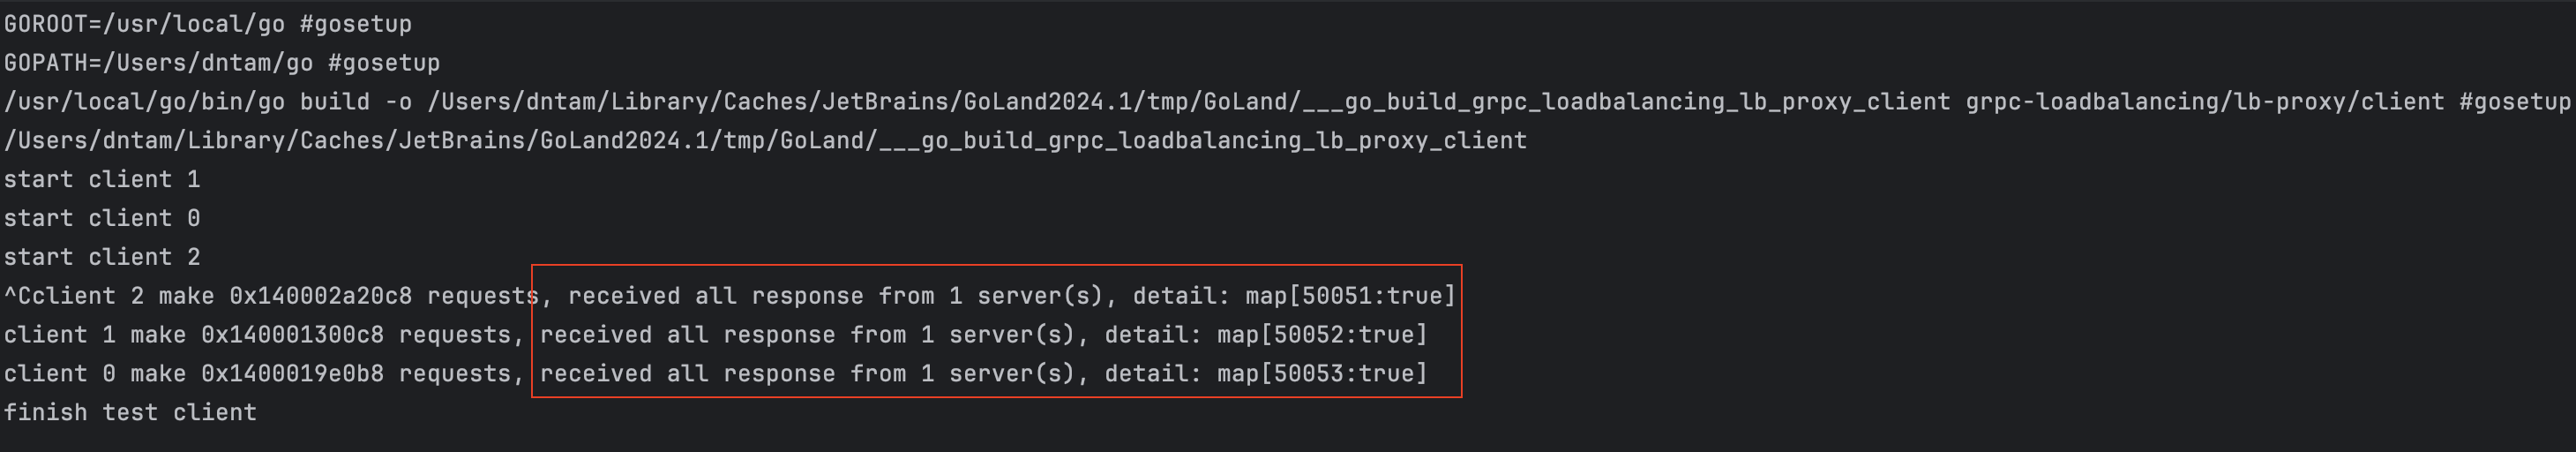 GOROOT=/usr/local/go #gosetup
GOPATH=/Users/dntam/go #gosetup
/usr/local/go/bin/go build -o /Users/dntam/Library/Caches/JetBrains/GoLand2024.1/tmp/GoLand/___go_build_grpc_loadbalancing_lb_proxy_client grpc-loadbalancing/lb-proxy/client #gosetup
/Users/dntam/Library/Caches/JetBrains/GoLand2024.1/tmp/GoLand/___go_build_grpc_loadbalancing_lb_proxy_client
start client 1
start client 0
start client 2
^Cclient 2 make 0x140002a20c8 requests, received all response from 1 server(s), detail: map[50051:true]
client 1 make 0x140001300c8 requests, received all response from 1 server(s), detail: map[50052:true]
client 0 make 0x1400019e0b8 requests, received all response from 1 server(s), detail: map[50053:true]
finish test client